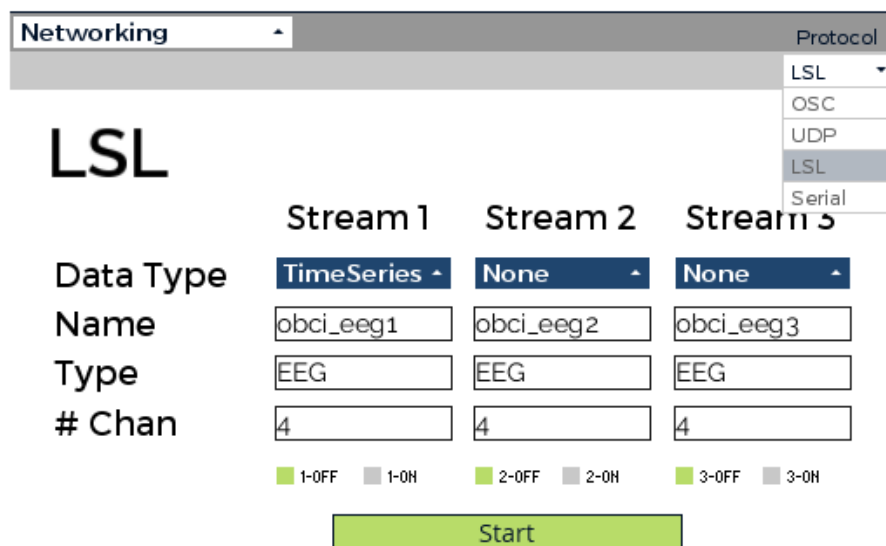 Networking
Protocol
LSL
OSC
UDP
LSL
Serial
LSL
Stream 1 Stream 2 Stream 3
Data Type TimeSeries None None
Name obci_eeg1 obci_eeg2 obci_eeg3
Type EEG EEG EEG
# Chan 4 4 4
1-OFF 1-ON 2-OFF 2-ON 3-OFF 3-ON
Start